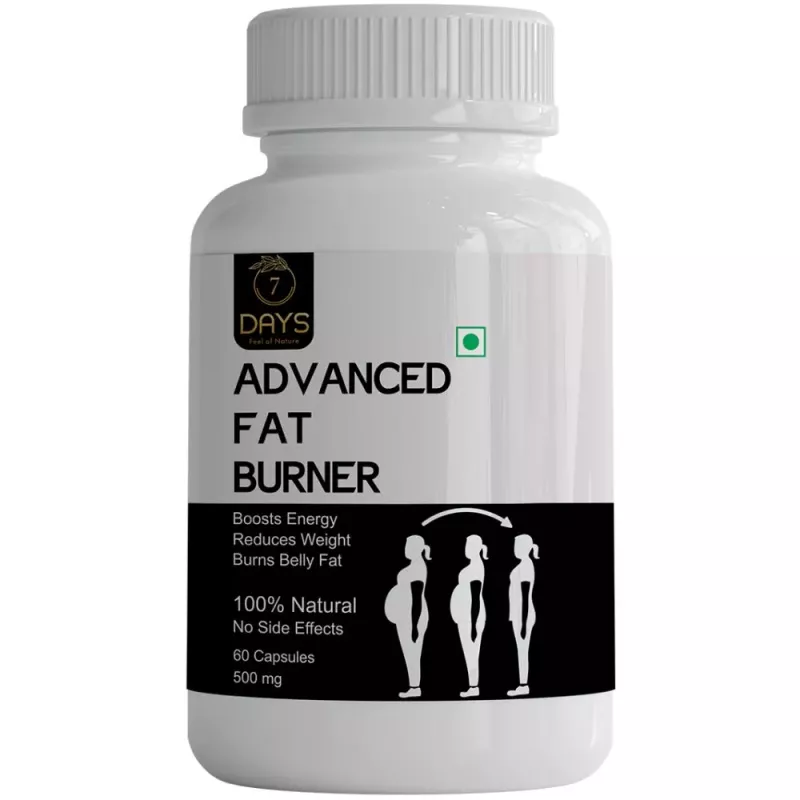 7
DAYS
Feel of Nature
ADVANCED
FAT
BURNER
Boosts Energy
Reduces Weight
Burns Belly Fat
100% Natural
No Side Effects
60 Capsules
500 mg